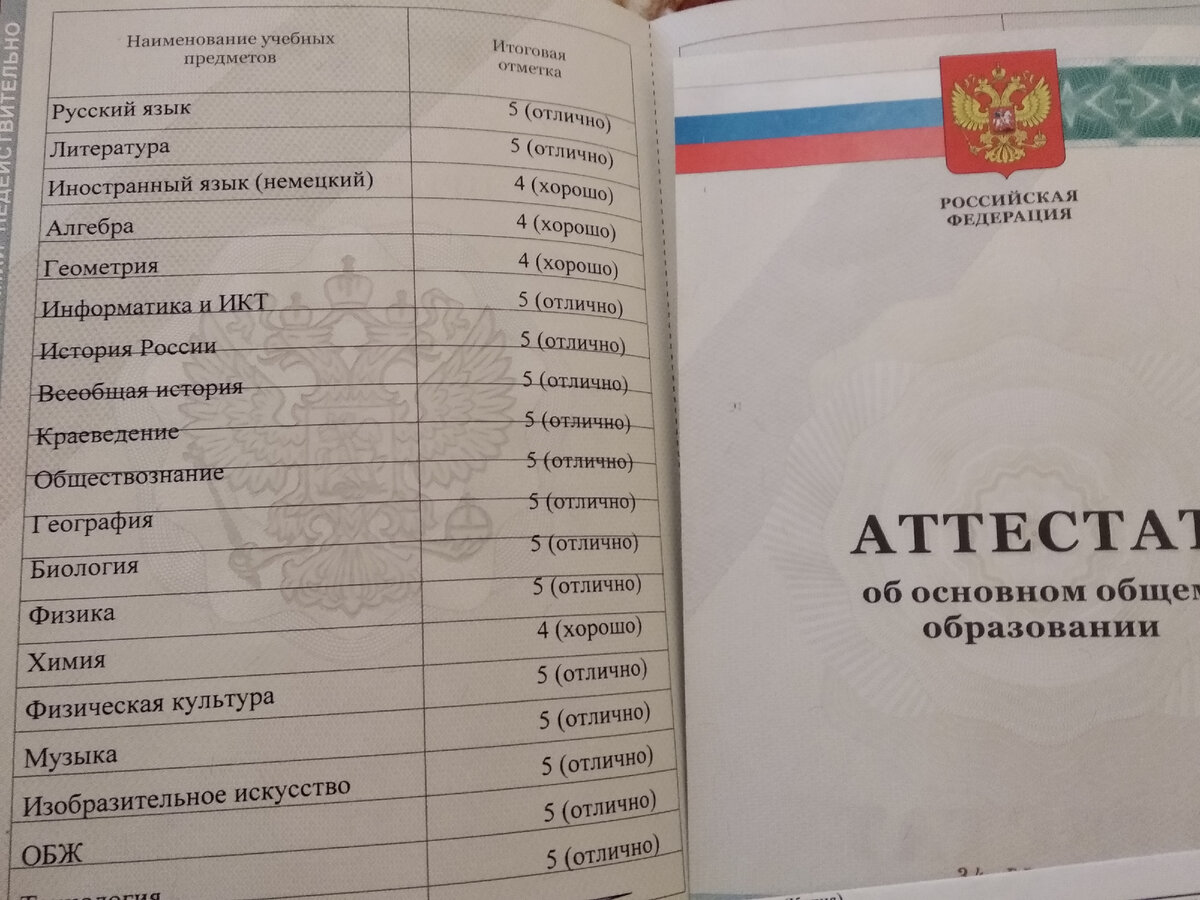 НЕДЕЙСТВИТЕЛЬНО
Наименование учебных
предметов
Итоговая
отметка
Русский язык 5 (отлично)
Литература 5 (отлично)
Иностранный язык (немецкий) 4 (хорошо)
Алгебра 4 (хорошо)
Геометрия 4 (хорошо)
Информатика и ИКТ 5 (отлично)
История России 5 (отлично)
Всеобщая история 5 (отлично)
Краеведение 5 (отлично)
Обществознание 5 (отлично)
География 5 (отлично)
Биология 5 (отлично)
Физика 5 (отлично)
Химия 4 (хорошо)
Физическая культура 5 (отлично)
Музыка 5 (отлично)
Изобразительное искусство 5 (отлично)
ОБЖ 5 (отлично)
Технология 5 (отлично)
РОССИЙСКАЯ
ФЕДЕРАЦИЯ
АТТЕСТАТ
об основном общем
образовании